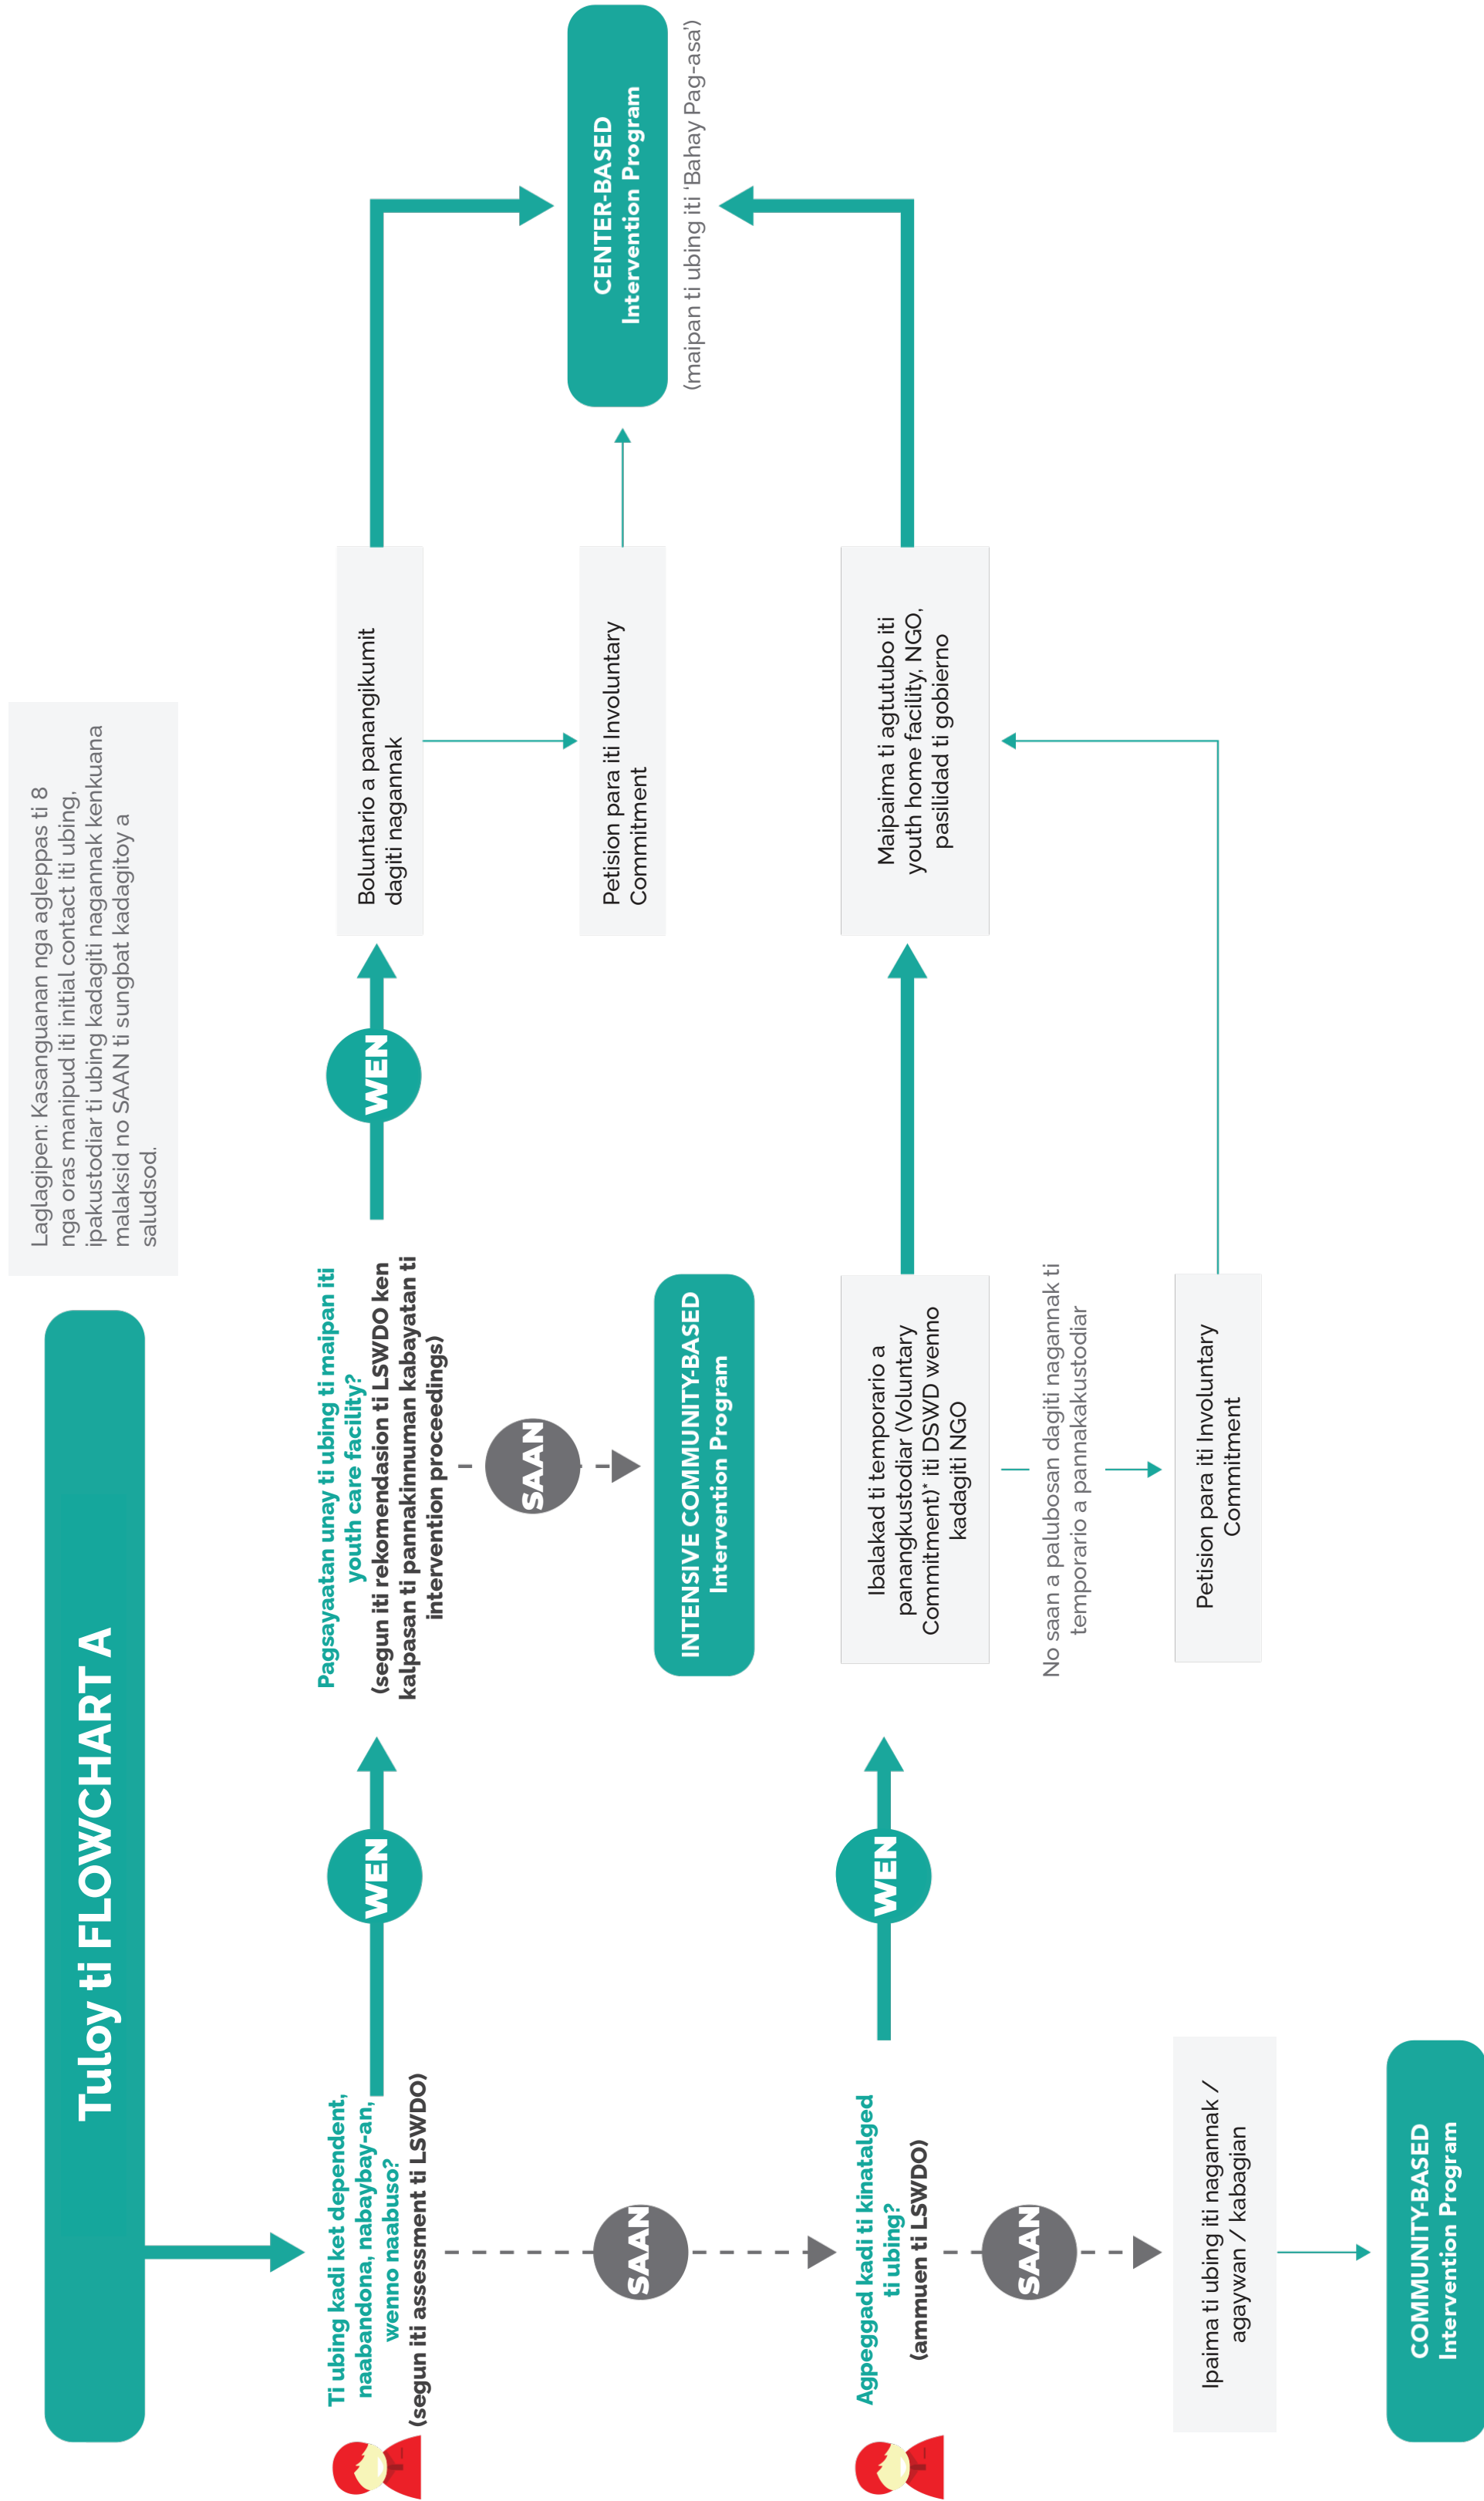 Tuloy ti FLOWCHART A
Laglagipen: Kasanguanan nga agleppas ti 8
nga oras manipud iti initial contact iti ubing,
ipakustodiar ti ubing kadagiti nagannak kenkuana
malaksid no SAAN ti sungbat kadagitoy a
saludsod.
Ti ubing kadi ket dependent,
naabandona, nabaybay-an,
wenno naabuso?
(segun iti assessment ti LSWDO)
WEN
Pagsayaatan unay ti ubing ti maipan iti
youth care facility?
(segun iti rekomendasion ti LSWDO ken
kalpasan ti pannakinnuman kabayatan ti
intervention proceedings)
WEN
Boluntario a panangikumit
dagiti nagannak
Petision para iti Involuntary
Commitment
CENTER-BASED
Intervention Program
(maipan ti ubing iti ‘Bahay Pag-asa’)
SAAN
INTENSIVE COMMUNITY-BASED
Intervention Program
SAAN
Agpeggad kadi ti kinatalged
ti ubing?
(ammuen ti LSWDO)
WEN
Ibalakad ti temporario a
panangkustodiar (Voluntary
Commitment)* iti DSWD wenno
kadagiti NGO
Maipaima ti agtutubo iti
youth home facility, NGO,
pasilidad ti gobierno
No saan a palubosan dagiti nagannak ti
temporario a pannakakustodiar
Petision para iti Involuntary
Commitment
SAAN
Ipaima ti ubing iti nagannak /
agaywan / kabagian
COMMUNITY-BASED
Intervention Program